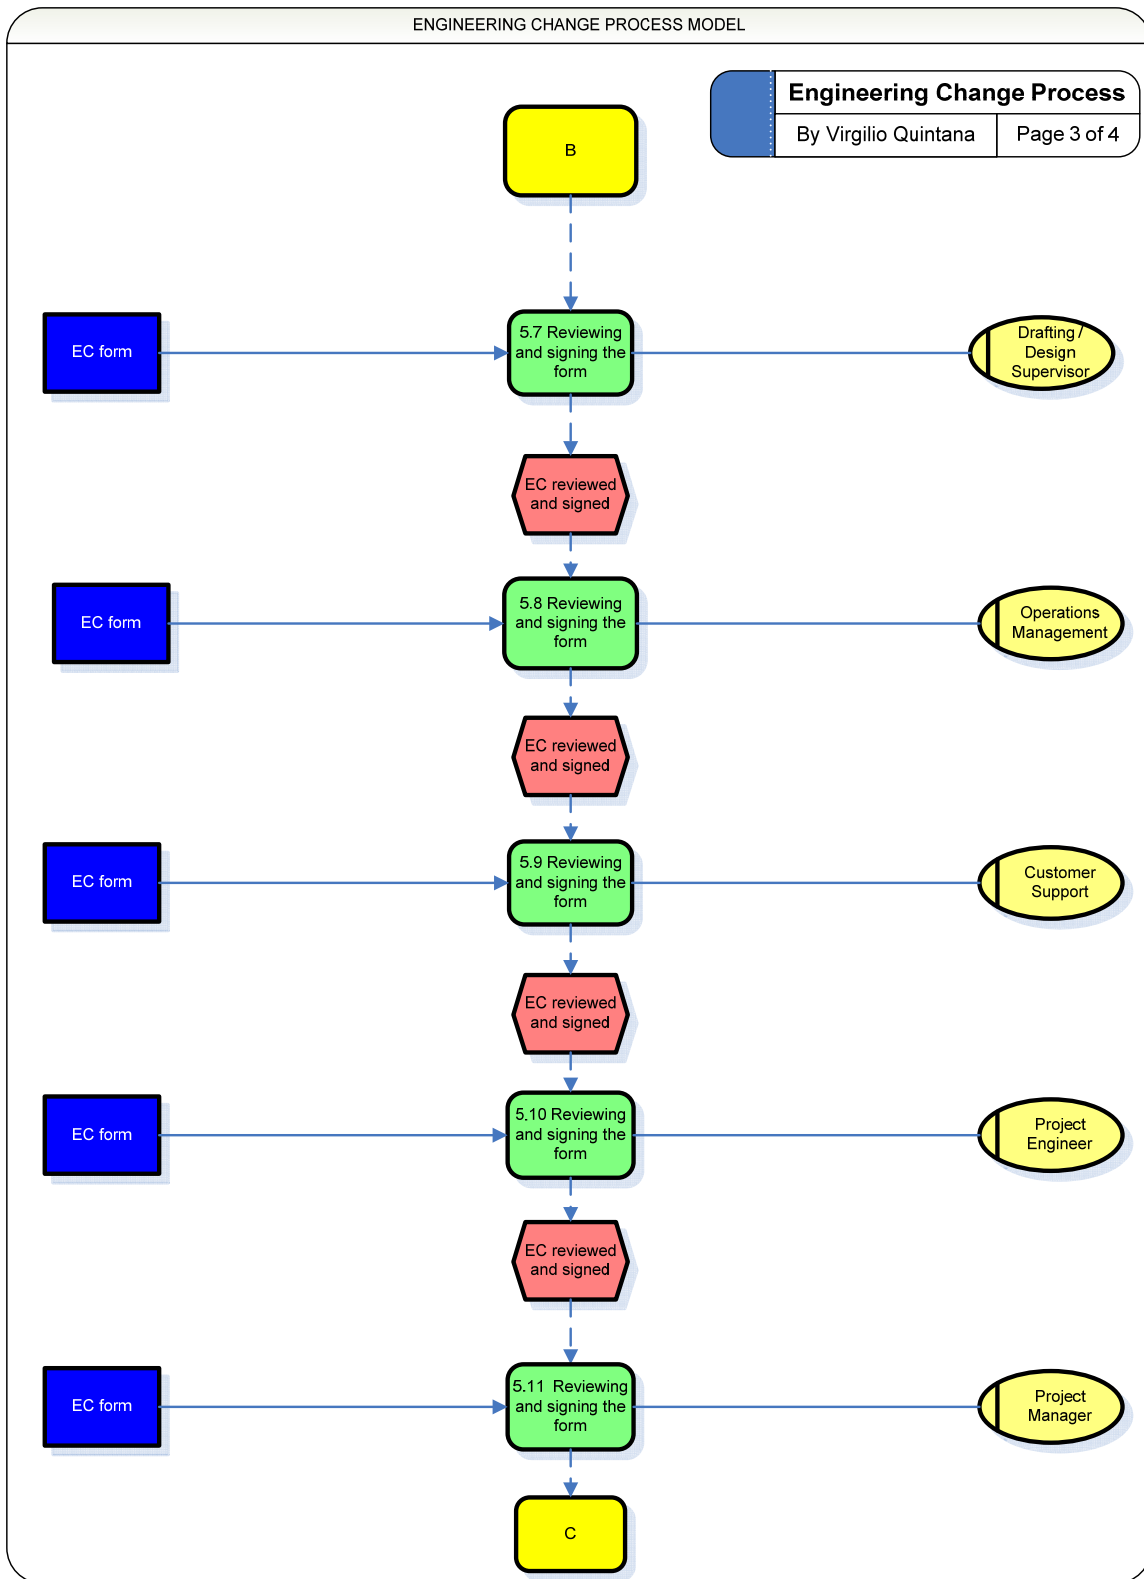 ENGINEERING CHANGE PROCESS MODEL
Engineering Change Process
By Virgilio Quintana
Page 3 of 4
B
EC form
5.7 Reviewing
and signing the
form
Drafting /
Design
Supervisor
EC reviewed
and signed
EC form
5.8 Reviewing
and signing the
form
Operations
Management
EC reviewed
and signed
EC form
5.9 Reviewing
and signing the
form
Customer
Support
EC reviewed
and signed
EC form
5.10 Reviewing
and signing the
form
Project
Engineer
EC reviewed
and signed
EC form
5.11 Reviewing
and signing the
form
Project
Manager
C